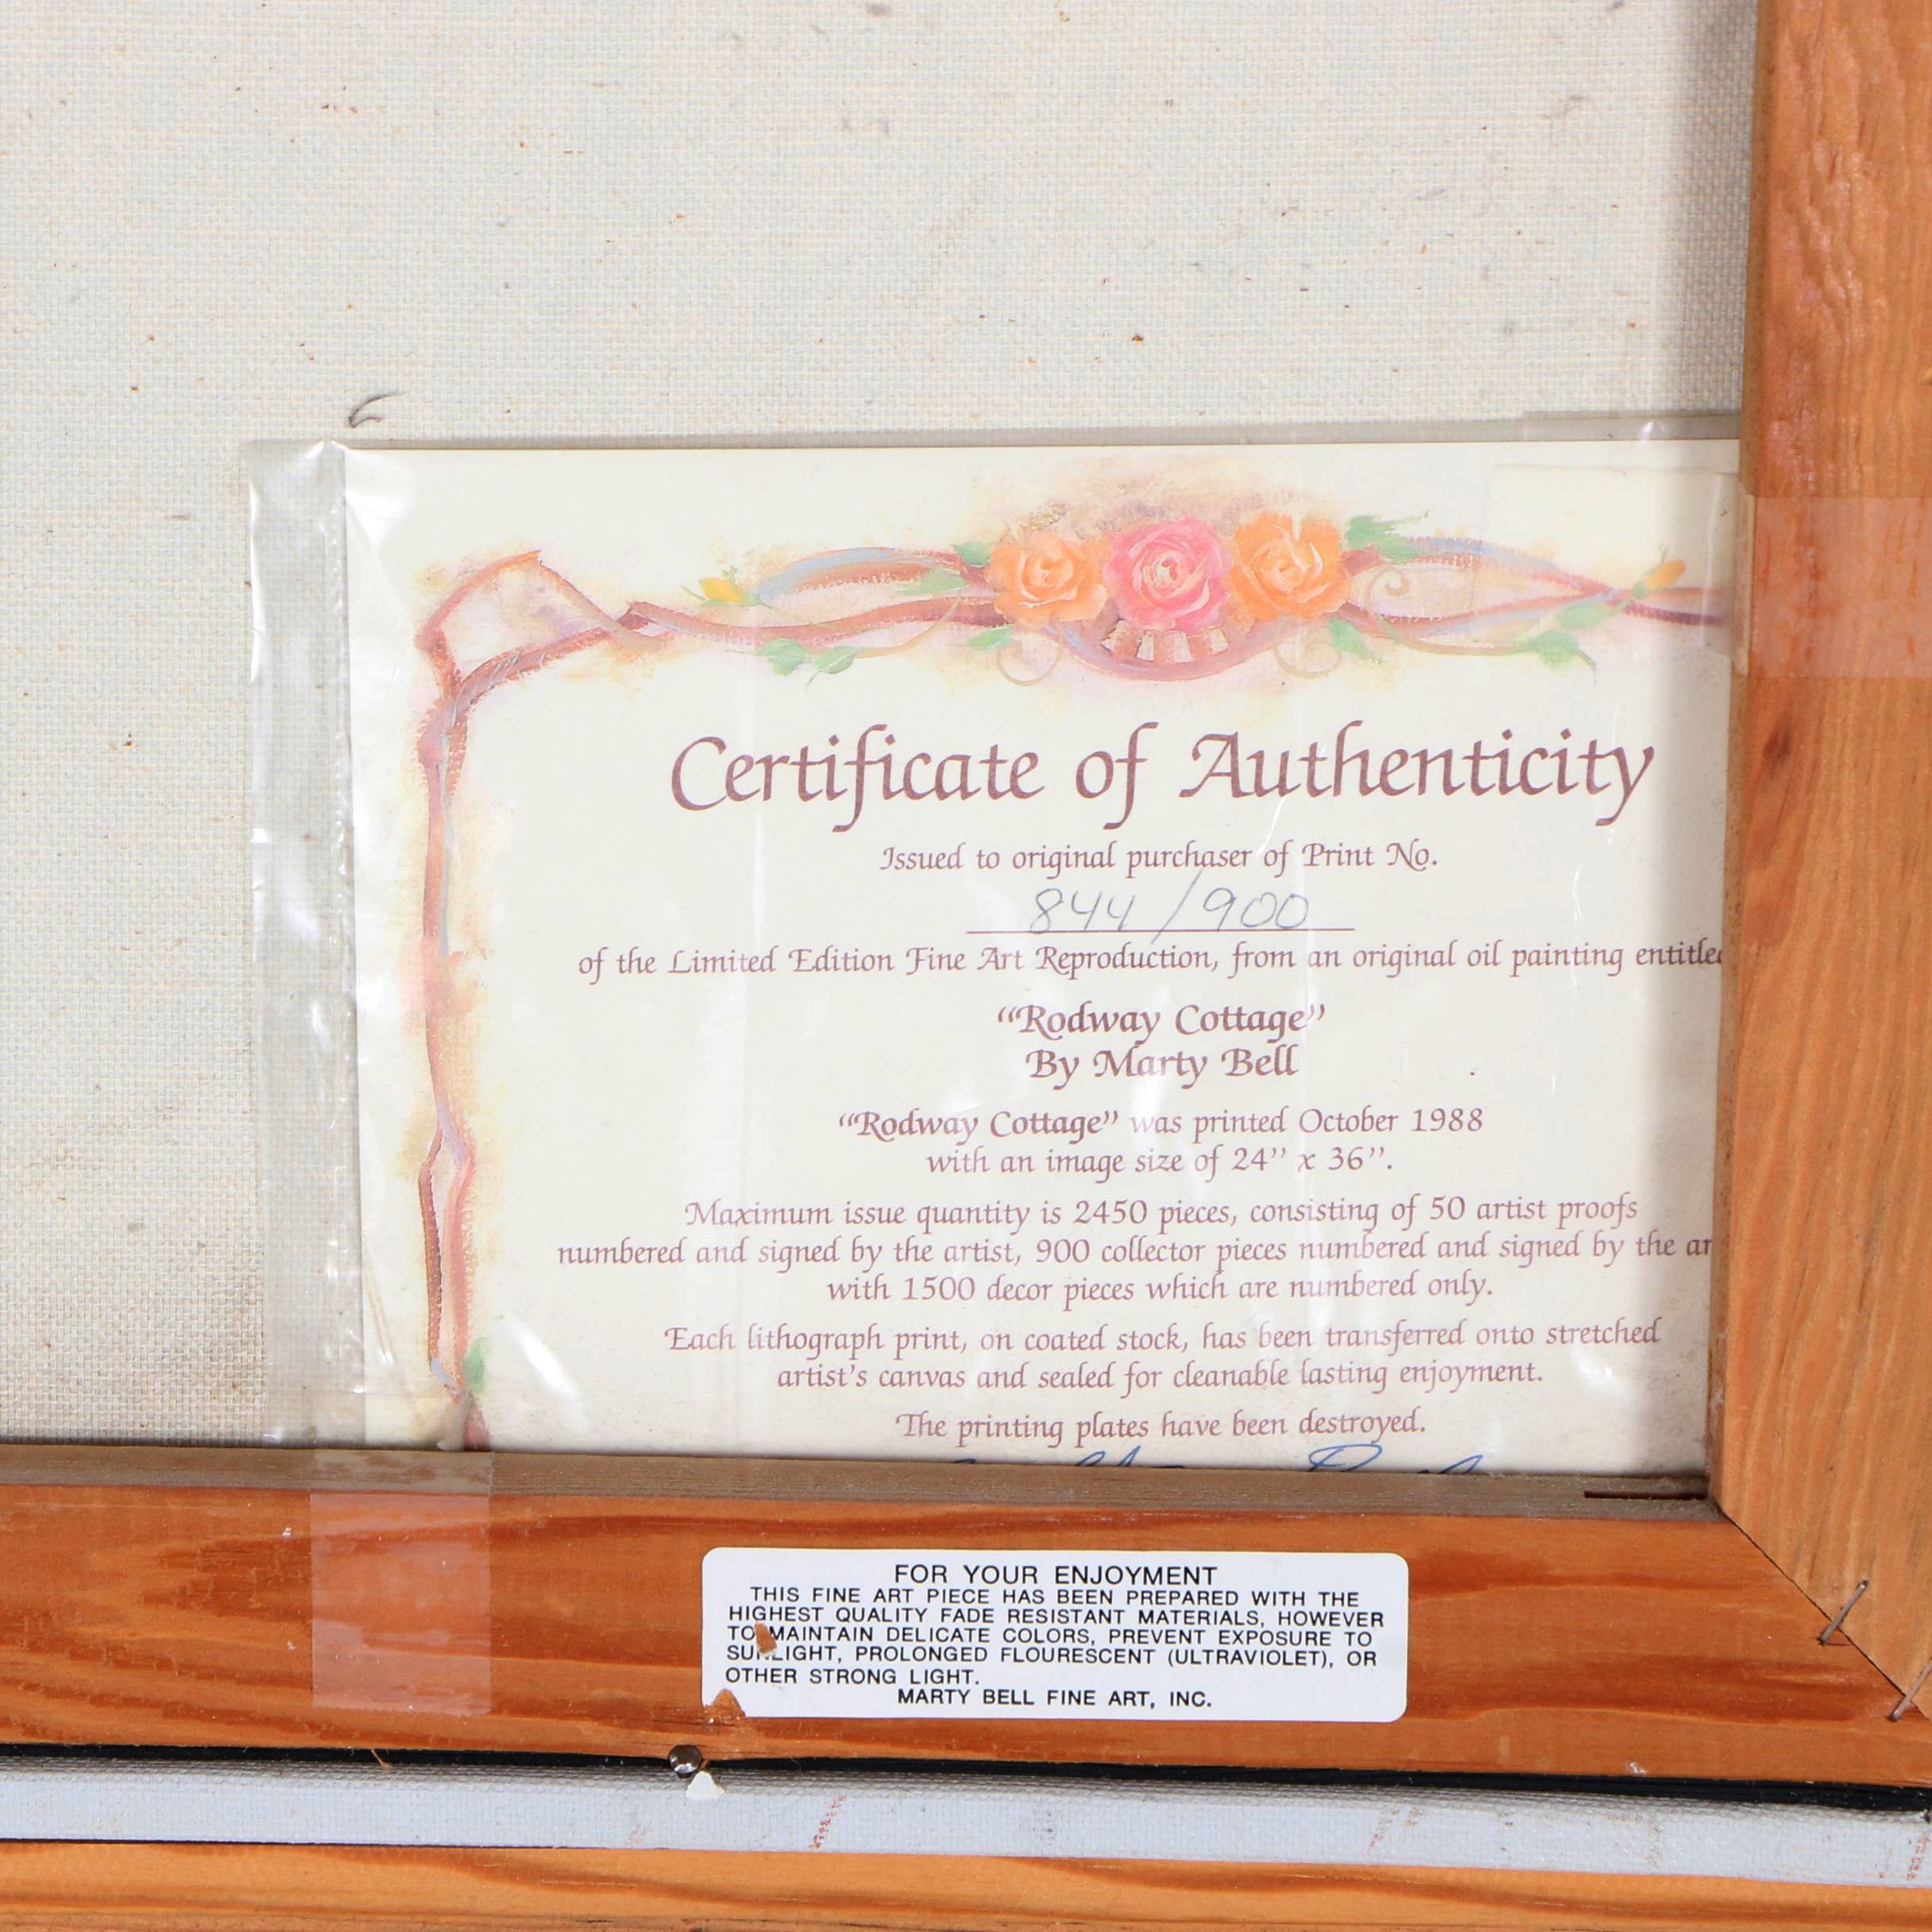 Certificate of Authenticity
Issued to original purchaser of Print No.
844/900
of the Limited Edition Fine Art Reproduction, from an original oil painting entitled
“Rodway Cottage”
By Marty Bell
“Rodway Cottage” was printed October 1988
with an image size of 24” x 36”.
Maximum issue quantity is 2450 pieces, consisting of 50 artist proofs
numbered and signed by the artist, 900 collector pieces numbered and signed by the
with 1500 decor pieces which are numbered only.
Each lithograph print, on coated stock, has been transferred onto stretched
artist's canvas and sealed for cleanable lasting enjoyment.
The printing plates have been destroyed.
FOR YOUR ENJOYMENT
THIS FINE ART PIECE HAS BEEN PREPARED WITH THE
HIGHEST QUALITY FADE RESISTANT MATERIALS, HOWEVER
TO MAINTAIN DELICATE COLORS, PREVENT EXPOSURE TO
SUNLIGHT, PROLONGED FLOURESCENT (ULTRAVIOLET), OR
OTHER STRONG LIGHT.
MARTY BELL FINE ART, INC.